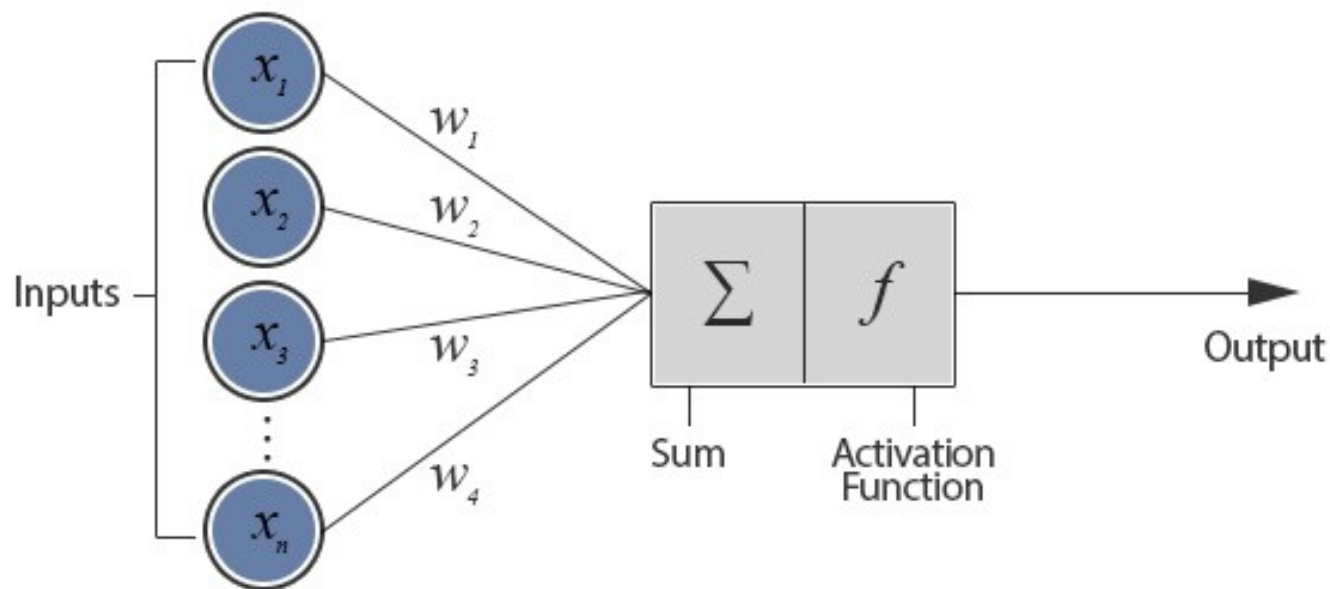 x₁
w₁
x₂
w₂
Inputs
x₃
w₃
xₙ
w₄
∑
f
Output
Sum
Activation
Function